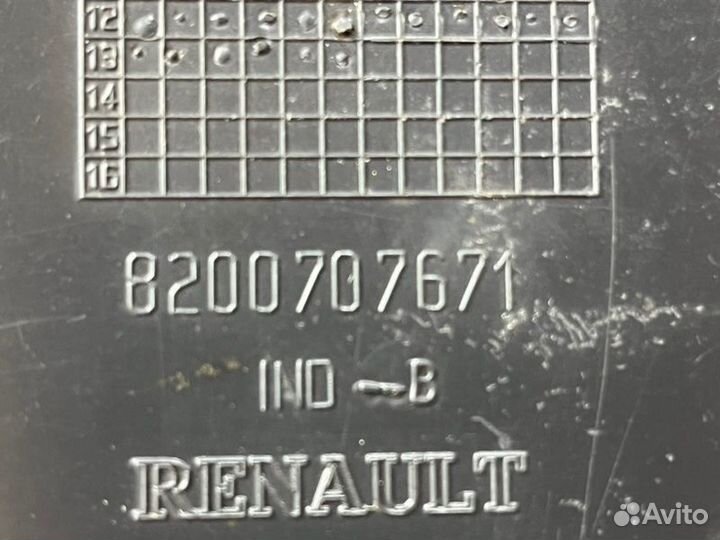 12
13
14
15
16
8200707671
IND -B
RENAULT
Avito